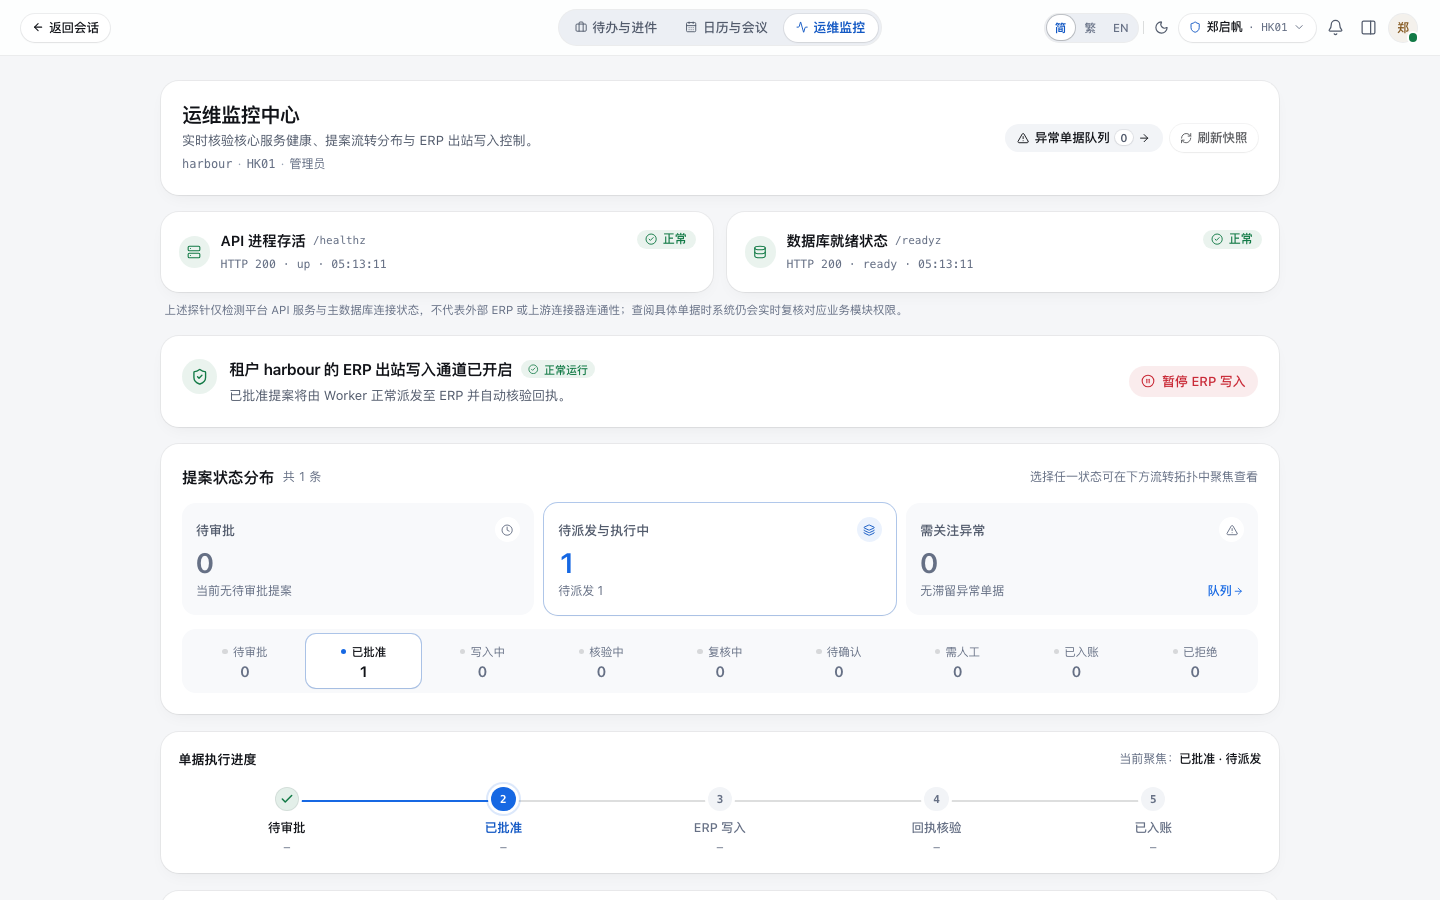 返回会话
待办与进件
日历与会议
运维监控
简 繁 EN
郑启帆 · HK01
郑
运维监控中心
实时核验核心服务健康、提案流转分布与 ERP 出站写入控制。
harbour · HK01 · 管理员
异常单据队列 0
刷新快照
API 进程存活 /healthz
正常
HTTP 200 · up · 05:13:11
数据库就绪状态 /readyz
正常
HTTP 200 · ready · 05:13:11
上述探针仅检测平台 API 服务与主数据库连接状态，不代表外部 ERP 或上游连接器连通性；查阅具体单据时系统仍会实时复核对应业务模块权限。
租户 harbour 的 ERP 出站写入通道已开启 正常运行
已批准提案将由 Worker 正常派发至 ERP 并自动核验回执。
暂停 ERP 写入
提案状态分布 共 1 条
选择任一状态可在下方流转拓扑中聚焦查看
待审批
0
当前无待审批提案
待派发与执行中
1
待派发 1
需关注异常
0
无滞留异常单据
队列
待审批
0
已批准
1
写入中
0
核验中
0
复核中
0
待确认
0
需人工
0
已入账
0
已拒绝
0
单据执行进度
当前聚焦： 已批准 · 待派发
待审批
–
2
已批准
–
3
ERP 写入
–
4
回执核验
–
5
已入账
–